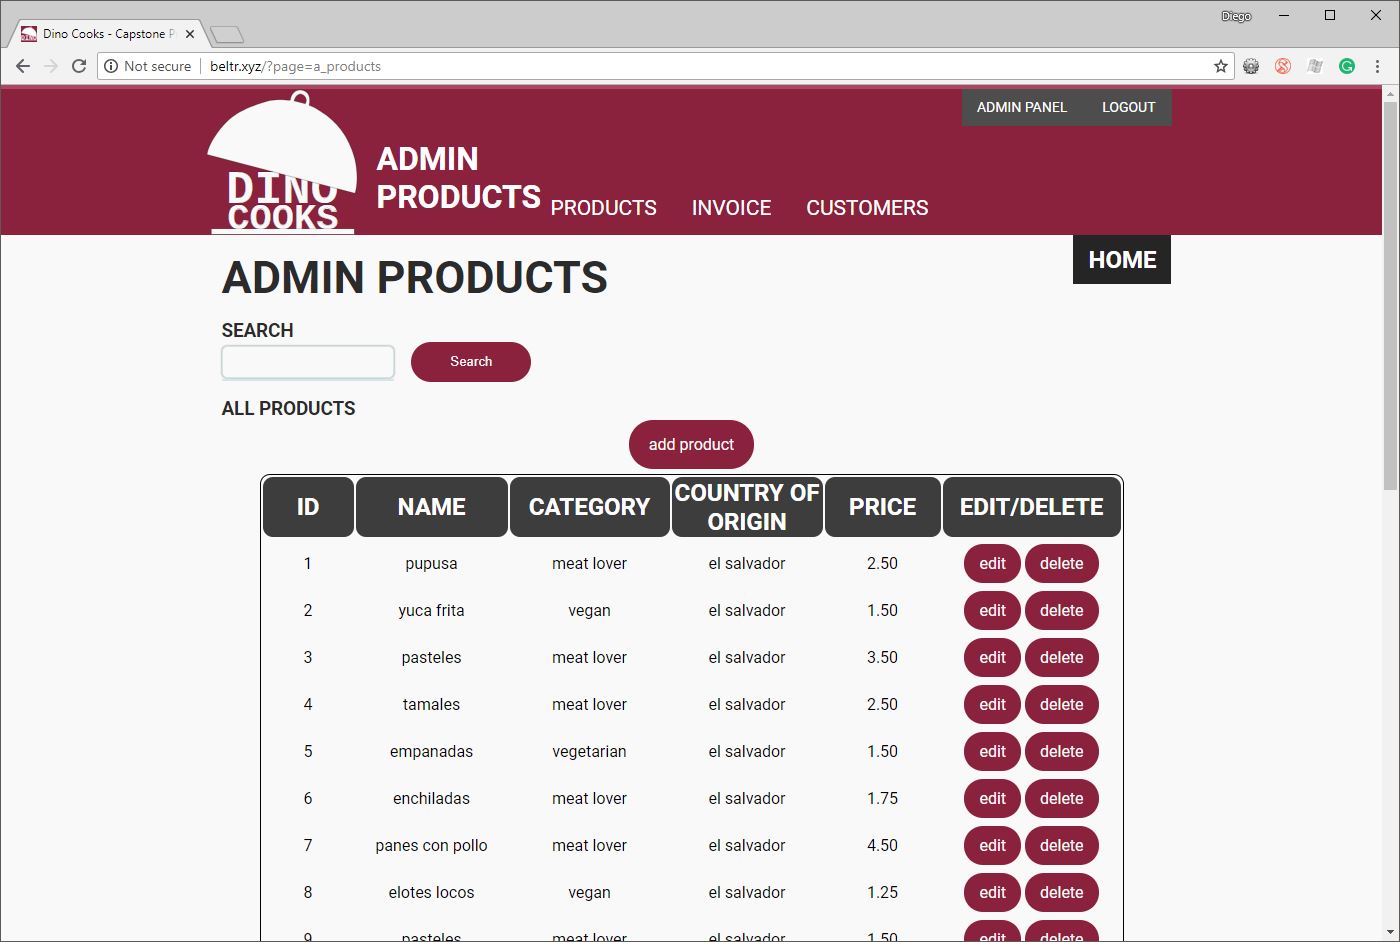 Diego
Dino Cooks - Capstone P
Not secure beltr.xyz/?page=a_products
ADMIN PANEL LOGOUT
DINO
COOKS
ADMIN
PRODUCTS
PRODUCTS INVOICE CUSTOMERS
HOME
ADMIN PRODUCTS
SEARCH
Search
ALL PRODUCTS
add product
ID NAME CATEGORY COUNTRY OF ORIGIN PRICE EDIT/DELETE
1 pupusa meat lover el salvador 2.50 edit delete
2 yuca frita vegan el salvador 1.50 edit delete
3 pasteles meat lover el salvador 3.50 edit delete
4 tamales meat lover el salvador 2.50 edit delete
5 empanadas vegetarian el salvador 1.50 edit delete
6 enchiladas meat lover el salvador 1.75 edit delete
7 panes con pollo meat lover el salvador 4.50 edit delete
8 elotes locos vegan el salvador 1.25 edit delete
9 pasteles meat lover el salvador 1.50 edit delete